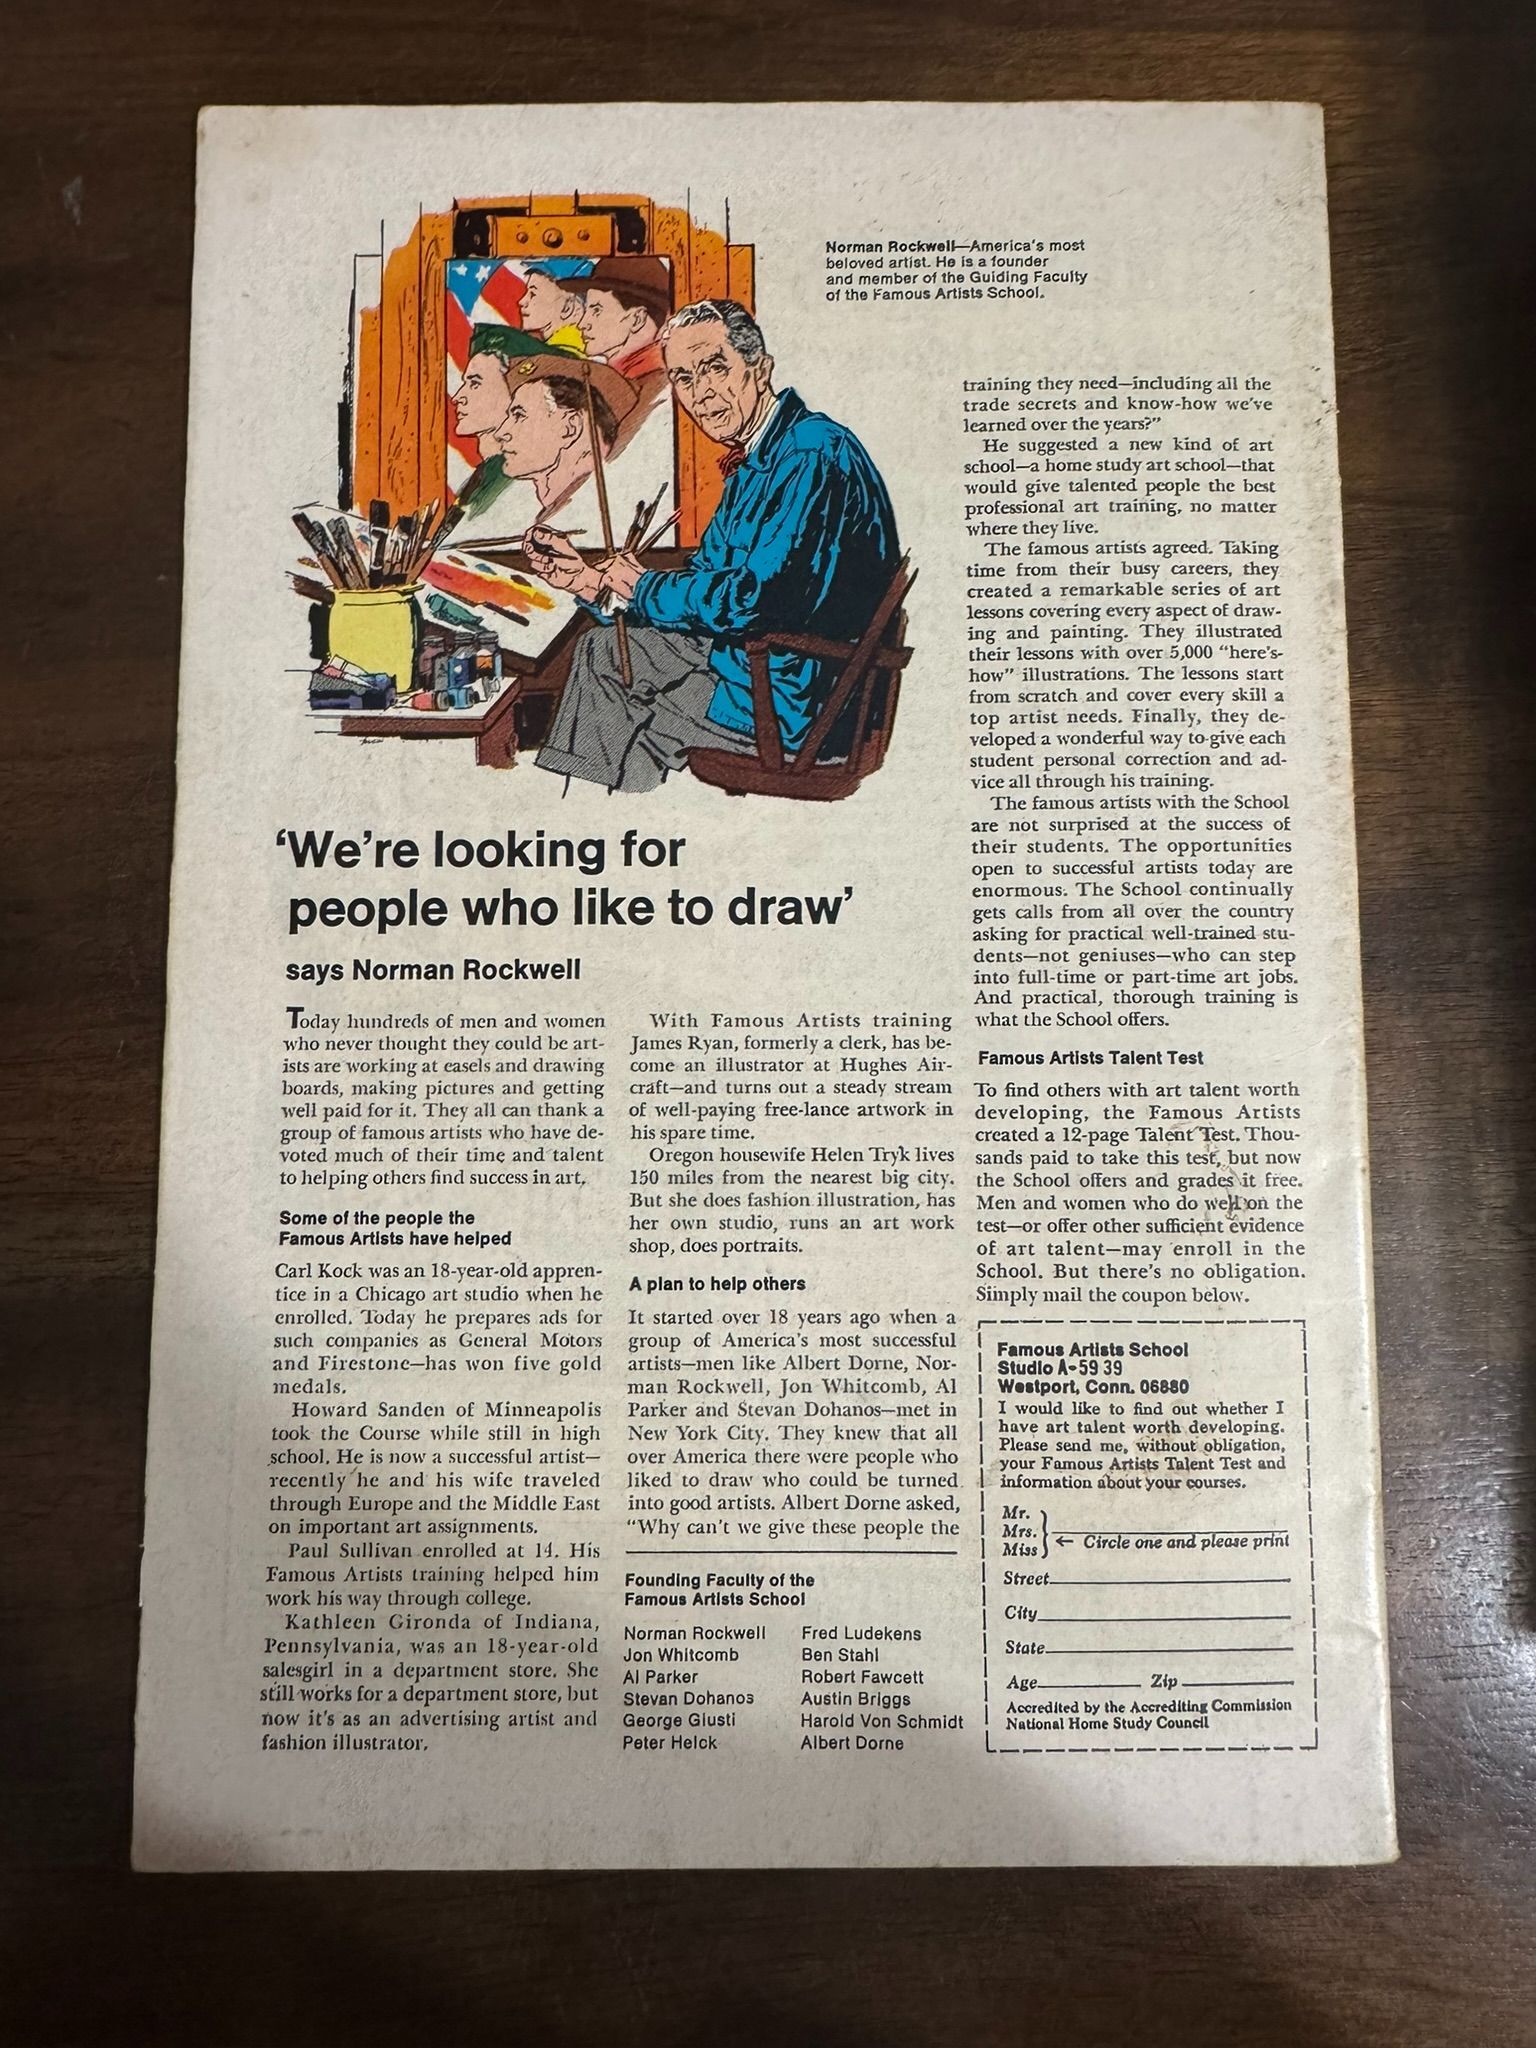 Norman Rockwell—America's most
beloved artist. He is a founder
and member of the Guiding Faculty
of the Famous Artists School.
'We're looking for
people who like to draw'
says Norman Rockwell
Today hundreds of men and women
who never thought they could be art-
ists are working at easels and drawing
boards, making pictures and getting
well paid for it. They all can thank a
group of famous artists who have de-
voted much of their time and talent
to helping others find success in art.
Some of the people the
Famous Artists have helped
Carl Kock was an 18-year-old appren-
tice in a Chicago art studio when he
enrolled. Today he prepares ads for
such companies as General Motors
and Firestone—has won five gold
medals.
Howard Sanden of Minneapolis
took the Course while still in high
school. He is now a successful artist—
recently he and his wife traveled
through Europe and the Middle East
on important art assignments.
Paul Sullivan enrolled at 14. His
Famous Artists training helped him
work his way through college.
Kathleen Gironda of Indiana,
Pennsylvania, was an 18-year-old
salesgirl in a department store. She
still works for a department store, but
now it's as an advertising artist and
fashion illustrator.
With Famous Artists training
James Ryan, formerly a clerk, has be-
come an illustrator at Hughes Air-
craft—and turns out a steady stream
of well-paying free-lance artwork in
his spare time.
Oregon housewife Helen Tryk lives
150 miles from the nearest big city.
But she does fashion illustration, has
her own studio, runs an art work
shop, does portraits.
A plan to help others
It started over 18 years ago when a
group of America's most successful
artists—men like Albert Dorne, Nor-
man Rockwell, Jon Whitcomb, Al
Parker and Stevan Dohanos—met in
New York City. They knew that all
over America there were people who
liked to draw who could be turned
into good artists. Albert Dorne asked,
"Why can't we give these people the
Founding Faculty of the
Famous Artists School
Norman Rockwell Fred Ludekens
Jon Whitcomb Ben Stahl
Al Parker Robert Fawcett
Stevan Dohanos Austin Briggs
George Giusti Harold Von Schmidt
Peter Helck Albert Dorne
training they need—including all the
trade secrets and know-how we've
learned over the years?"
He suggested a new kind of art
school—a home study art school—that
would give talented people the best
professional art training, no matter
where they live.
The famous artists agreed. Taking
time from their busy careers, they
created a remarkable series of art
lessons covering every aspect of draw-
ing and painting. They illustrated
their lessons with over 5,000 "here's-
how" illustrations. The lessons start
from scratch and cover every skill a
top artist needs. Finally, they de-
veloped a wonderful way to give each
student personal correction and ad-
vice all through his training.
The famous artists with the School
are not surprised at the success of
their students. The opportunities
open to successful artists today are
enormous. The School continually
gets calls from all over the country
asking for practical well-trained stu-
dents—not geniuses—who can step
into full-time or part-time art jobs.
And practical, thorough training is
what the School offers.
Famous Artists Talent Test
To find others with art talent worth
developing, the Famous Artists
created a 12-page Talent Test. Thou-
sands paid to take this test, but now
the School offers and grades it free.
Men and women who do well on the
test—or offer other sufficient evidence
of art talent—may enroll in the
School. But there's no obligation.
Simply mail the coupon below.
Famous Artists School
Studio A-59 39
Westport, Conn. 06880
I would like to find out whether I
have art talent worth developing.
Please send me, without obligation,
your Famous Artists Talent Test and
information about your courses.
Mr.
Mrs.
Miss ← Circle one and please print
Street
City
State
Age Zip
Accredited by the Accrediting Commission
National Home Study Council